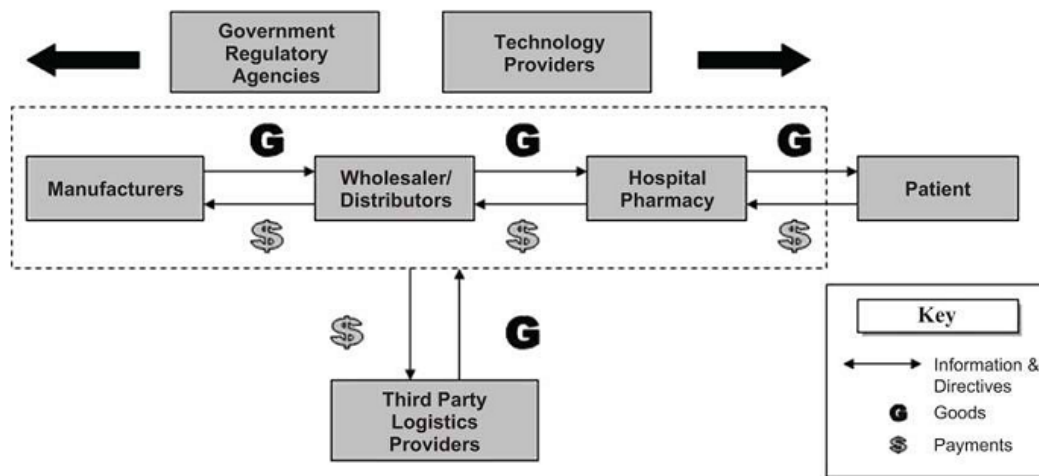 Government
Regulatory
Agencies
Technology
Providers
G
G
G
Manufacturers
Wholesaler/
Distributors
Hospital
Pharmacy
Patient
$
$
$
$
G
Third Party
Logistics
Providers
Key
Information &
Directives
G Goods
$ Payments